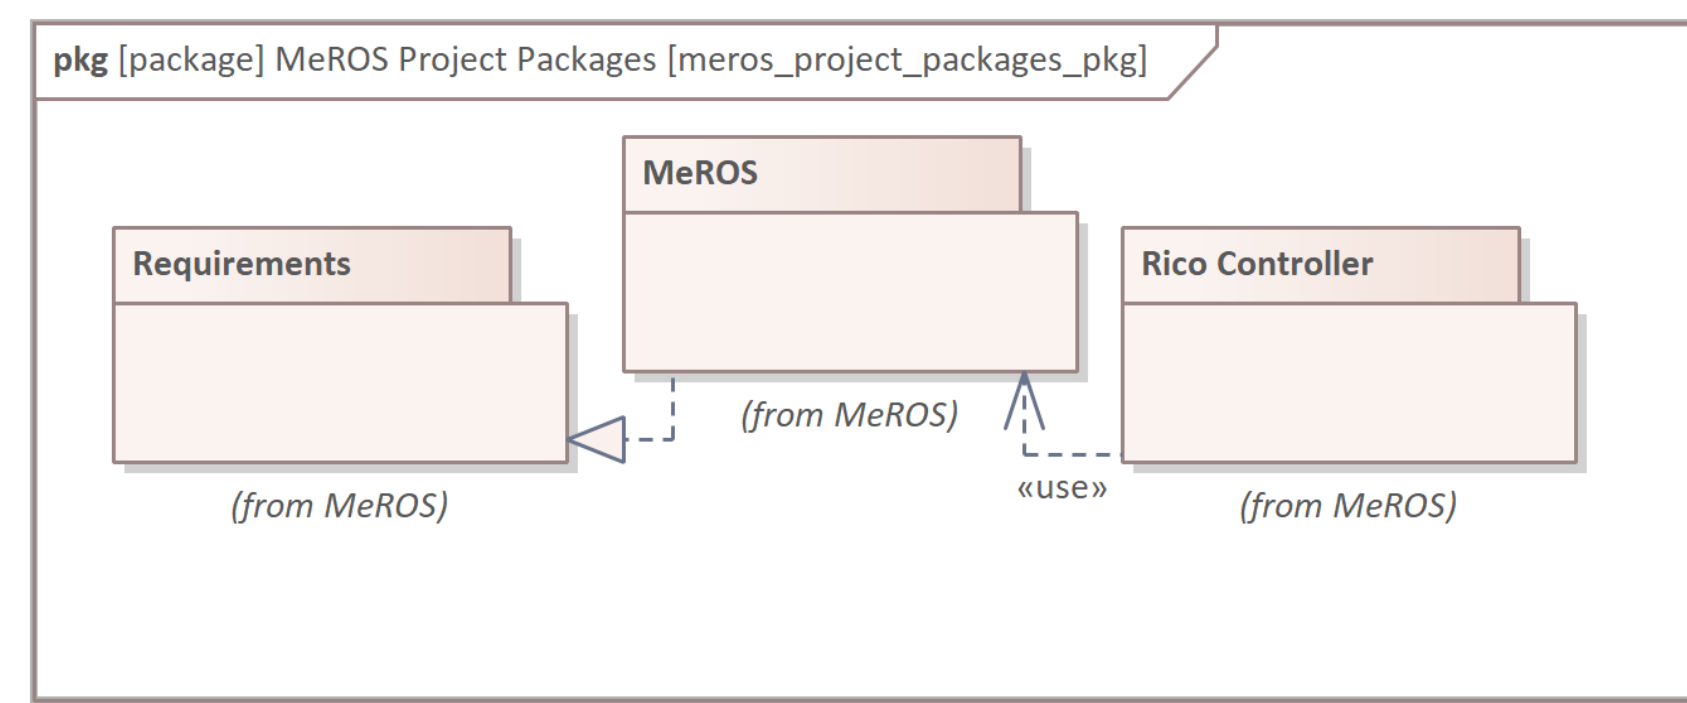 pkg [package] MeROS Project Packages [meros_project_packages_pkg]
MeROS
Requirements
Rico Controller
(from MeROS)
«use»
(from MeROS)
(from MeROS)